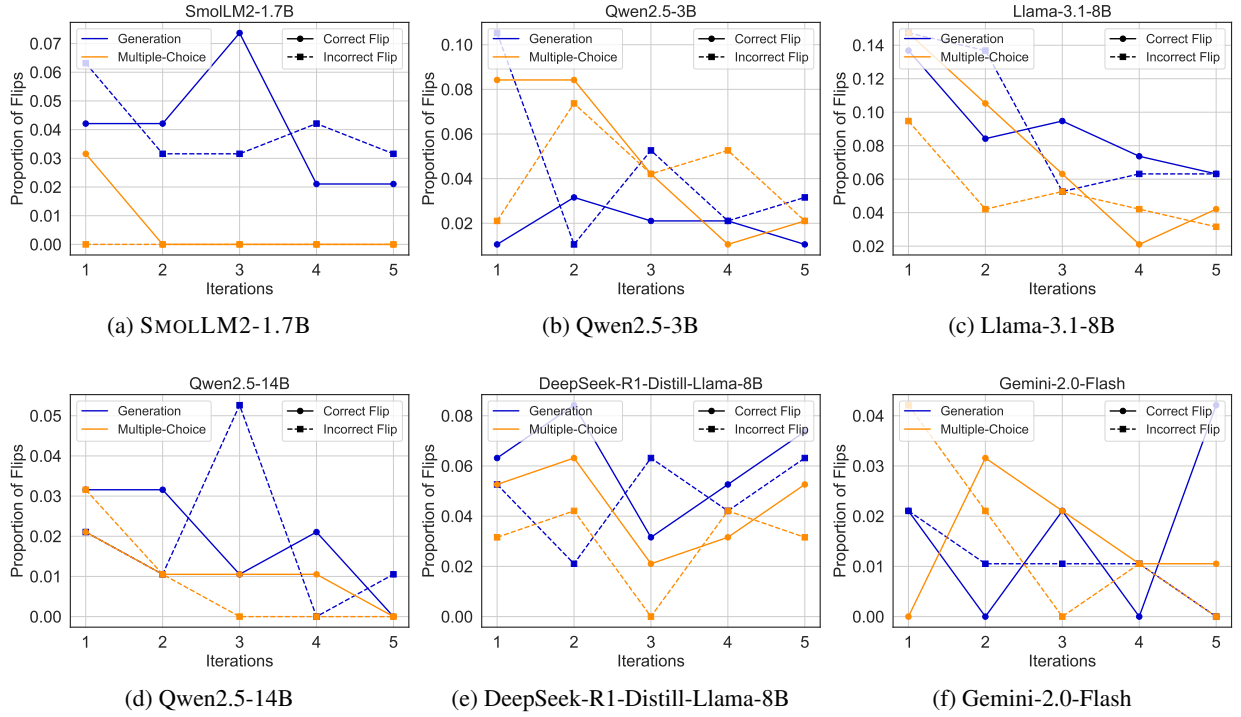 SmolLM2-1.7B
Generation
Multiple-Choice
Correct Flip
Incorrect Flip
Proportion of Flips
0.07
0.06
0.05
0.04
0.03
0.02
0.01
0.00
1 2 3 4 5
Iterations
(a) SMOLLM2-1.7B
Qwen2.5-3B
Generation
Multiple-Choice
Correct Flip
Incorrect Flip
Proportion of Flips
0.10
0.08
0.06
0.04
0.02
1 2 3 4 5
Iterations
(b) Qwen2.5-3B
Llama-3.1-8B
Generation
Multiple-Choice
Correct Flip
Incorrect Flip
Proportion of Flips
0.14
0.12
0.10
0.08
0.06
0.04
0.02
1 2 3 4 5
Iterations
(c) Llama-3.1-8B
Qwen2.5-14B
Generation
Multiple-Choice
Correct Flip
Incorrect Flip
Proportion of Flips
0.05
0.04
0.03
0.02
0.01
0.00
1 2 3 4 5
Iterations
(d) Qwen2.5-14B
DeepSeek-R1-Distill-Llama-8B
Generation
Multiple-Choice
Correct Flip
Incorrect Flip
Proportion of Flips
0.08
0.06
0.04
0.02
0.00
1 2 3 4 5
Iterations
(e) DeepSeek-R1-Distill-Llama-8B
Gemini-2.0-Flash
Generation
Multiple-Choice
Correct Flip
Incorrect Flip
Proportion of Flips
0.04
0.03
0.02
0.01
0.00
1 2 3 4 5
Iterations
(f) Gemini-2.0-Flash